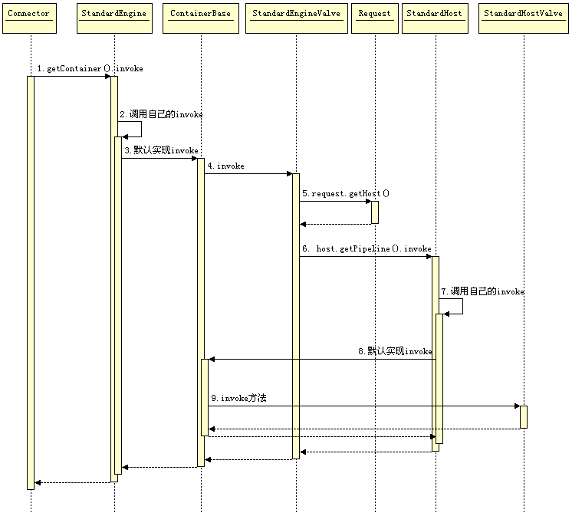 Connector
StandardEngine
ContainerBase
StandardEngineValve
Request
StandardHost
StandardHostValve
1.getContainer().invoke
2.调用自己的invoke
3.默认实现invoke
4.invoke
5.request.getHost()
6. host.getPipeline().invoke
7.调用自己的invoke
8.默认实现invoke
9.invoke方法